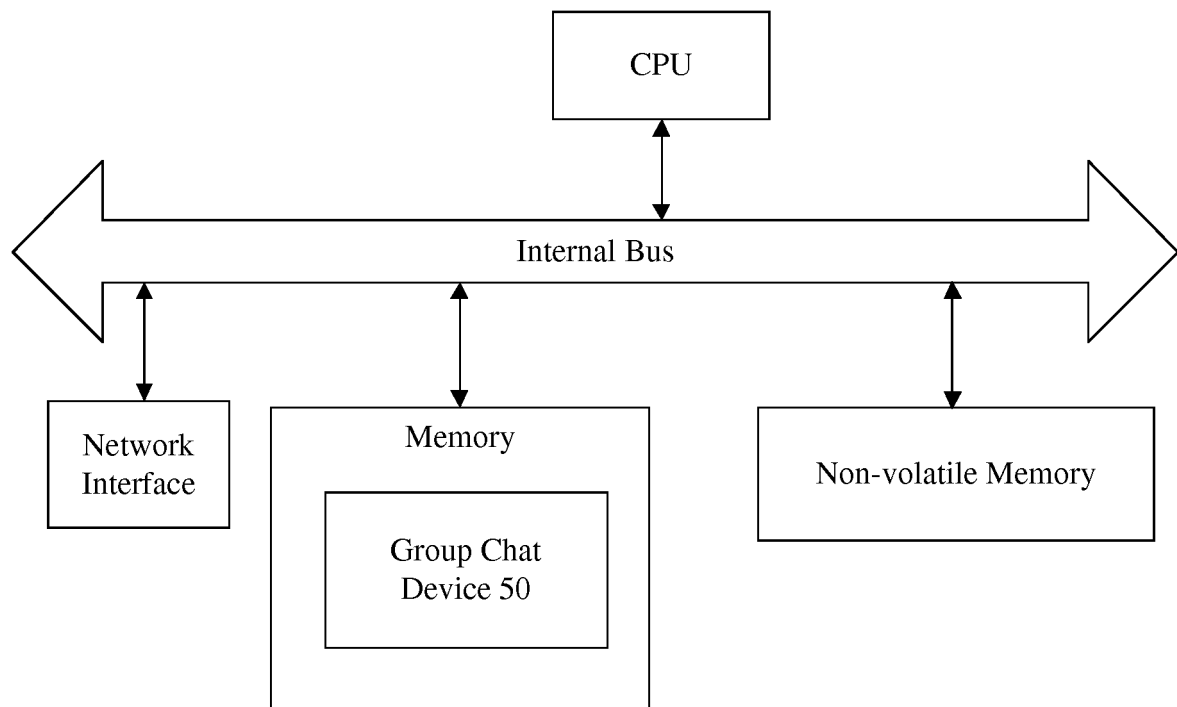 CPU
Internal Bus
Network
Interface
Memory
Group Chat
Device 50
Non-volatile Memory